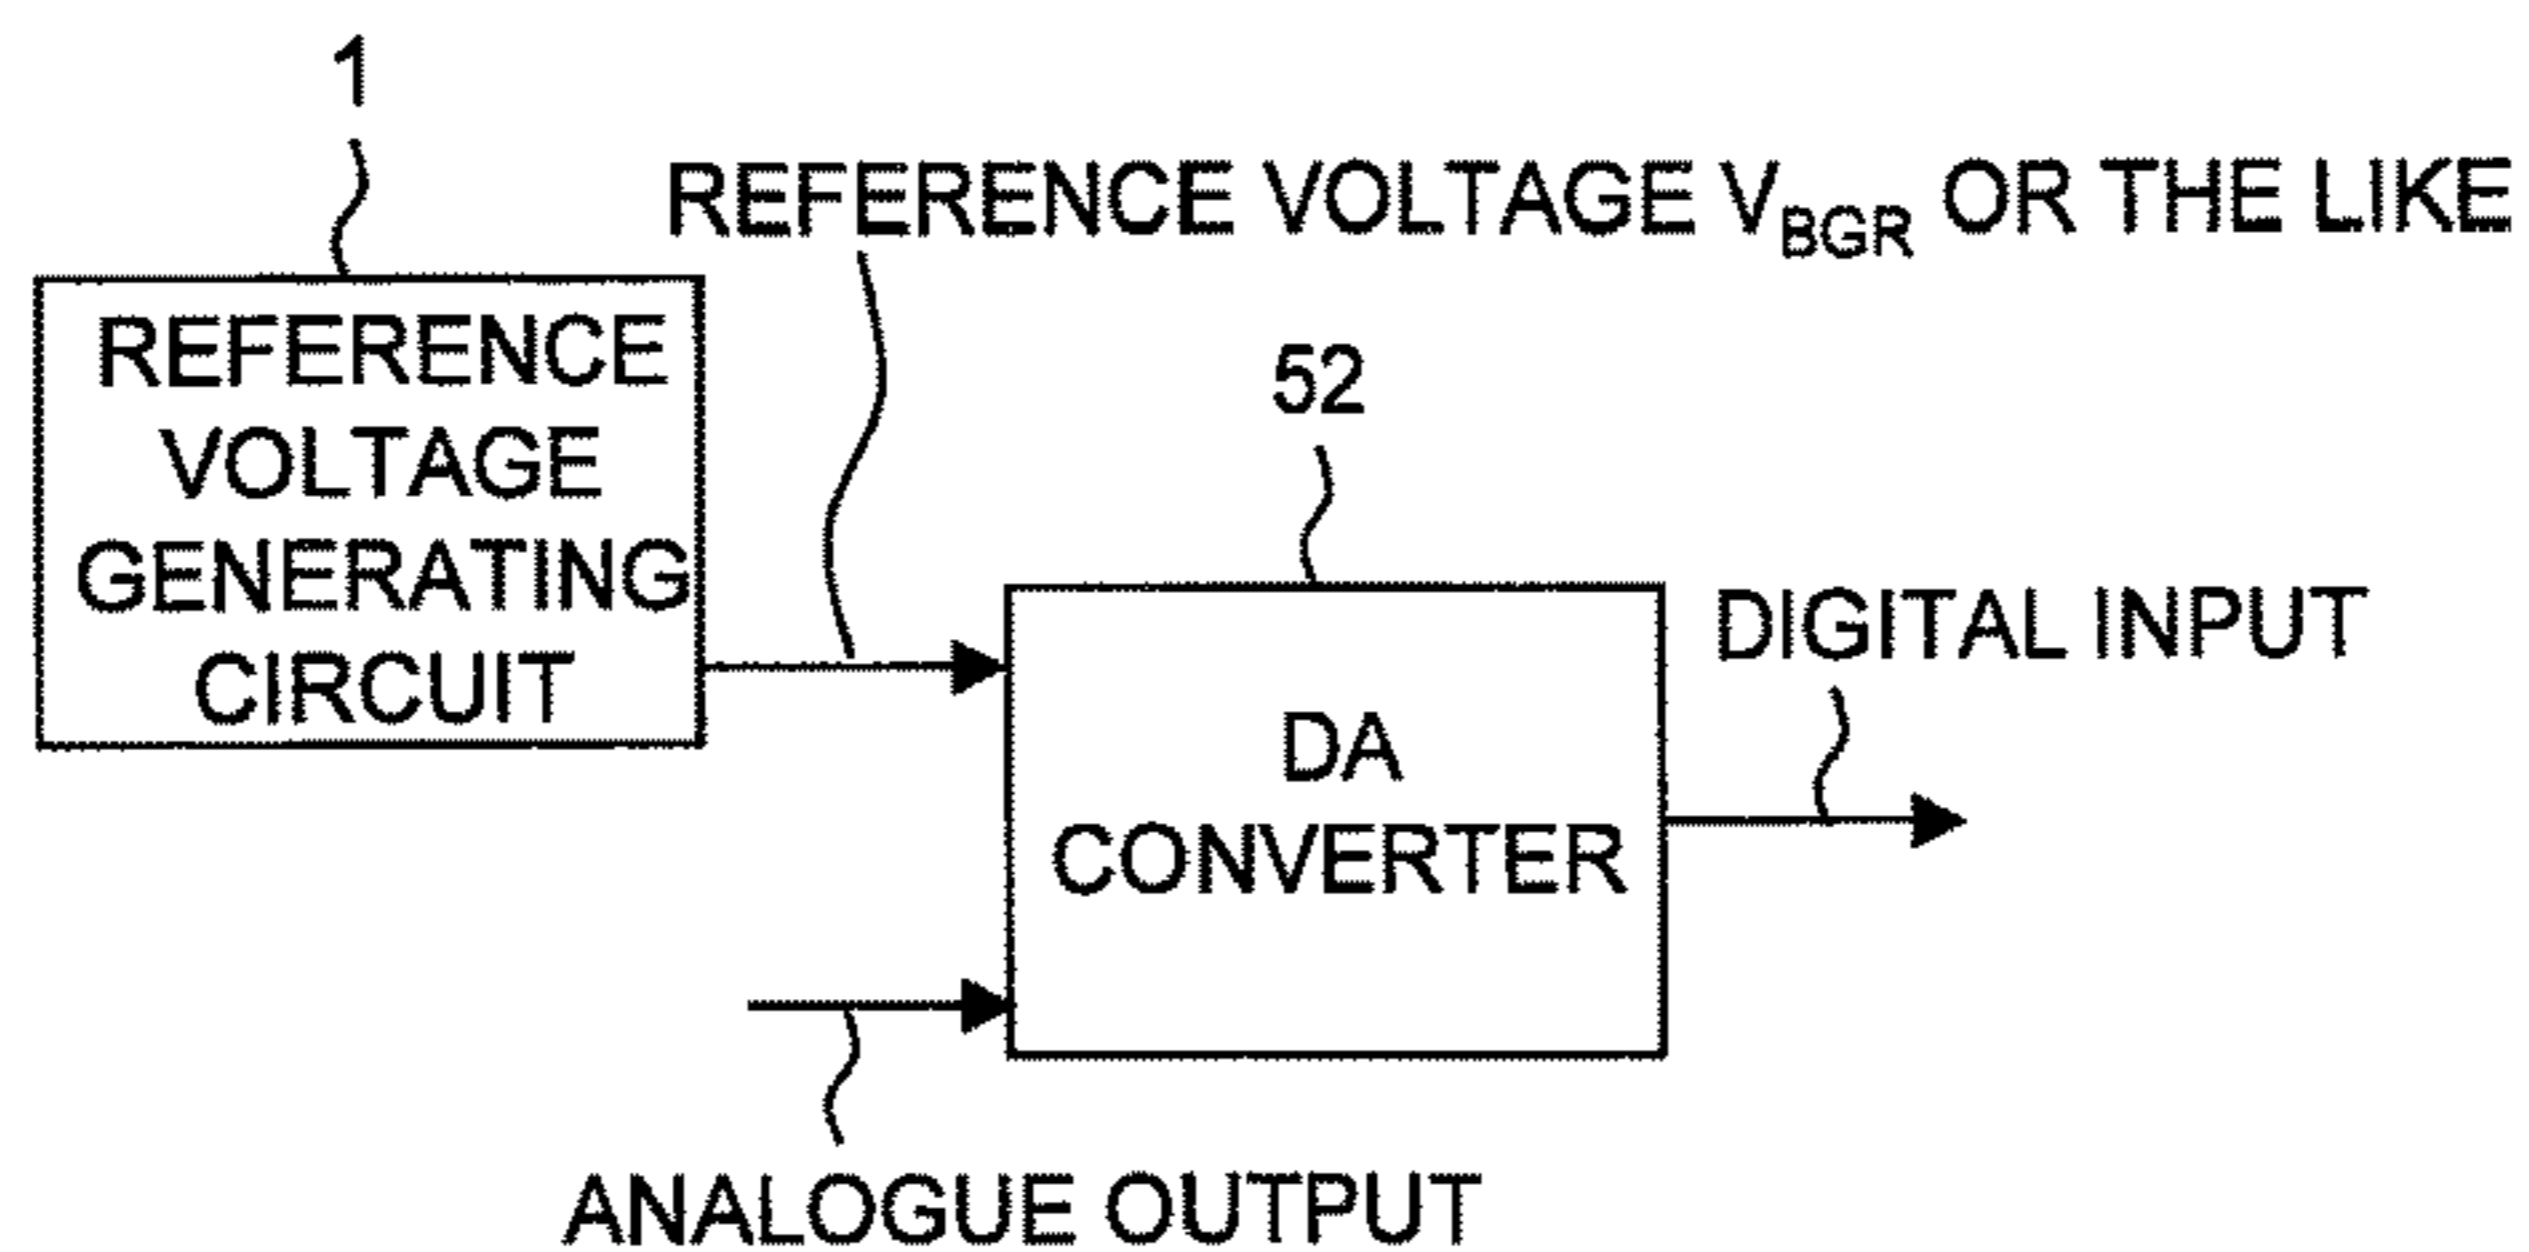 1
REFERENCE VOLTAGE VBGR OR THE LIKE
REFERENCE
VOLTAGE
GENERATING
CIRCUIT
52
DIGITAL INPUT
DA
CONVERTER
ANALOGUE OUTPUT